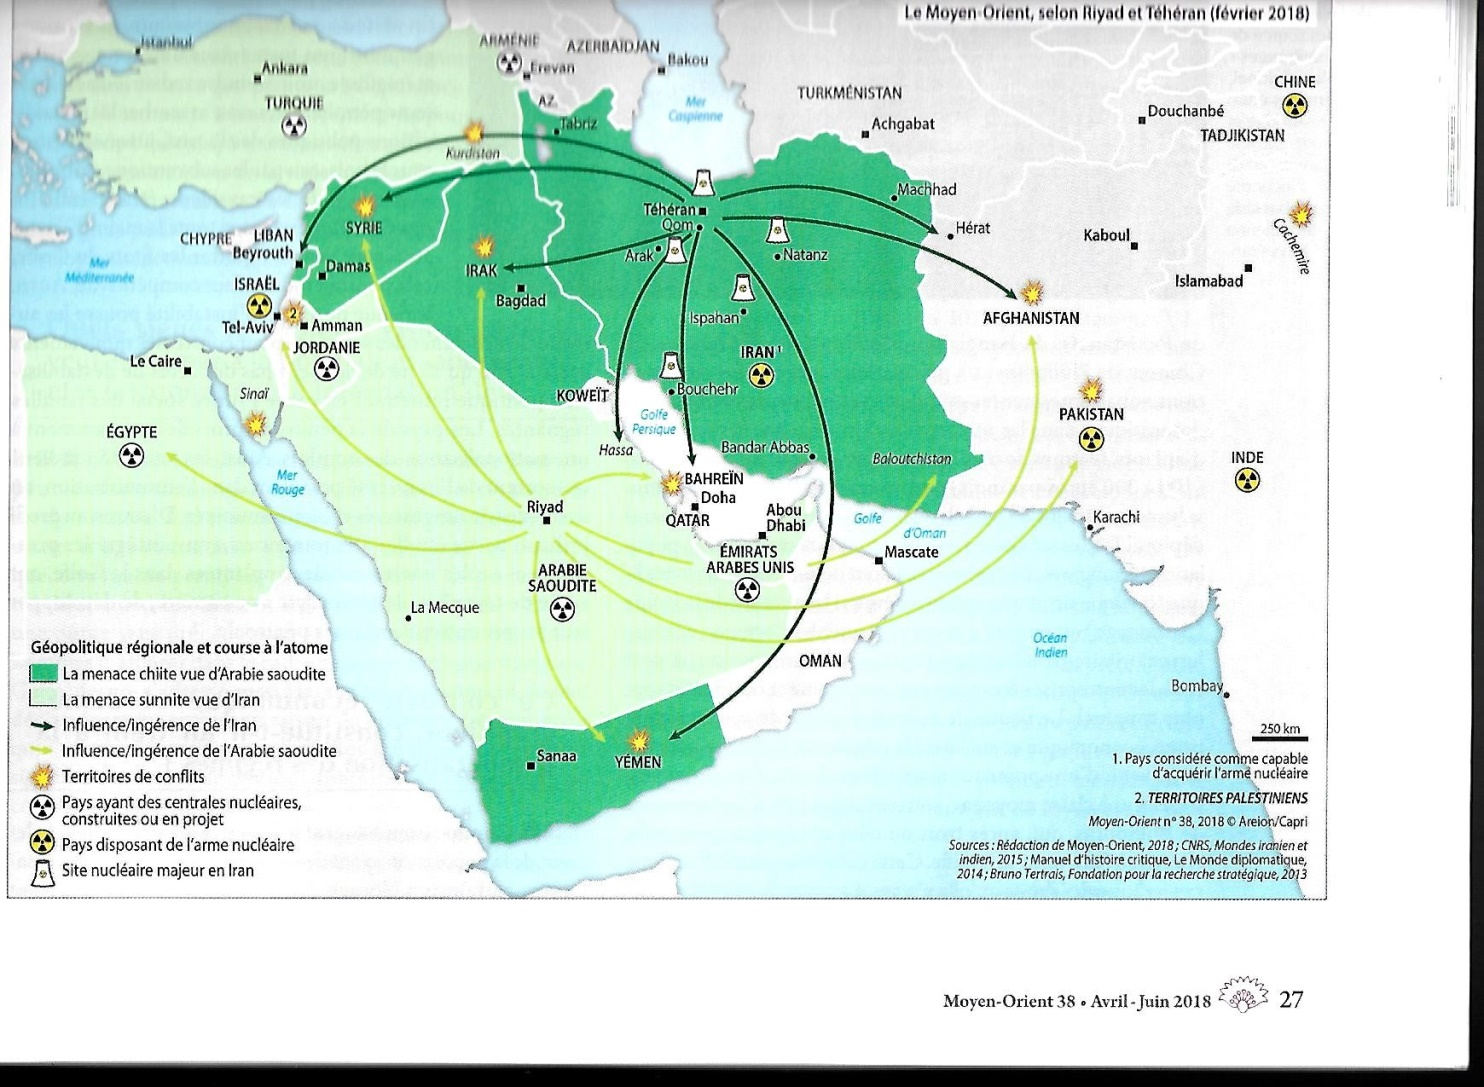 Le Moyen-Orient, selon Riyad et Téhéran (février 2018)
Istanbul
Ankara
TURQUIE
ARMÉNIE
Erevan
AZERBAÏDJAN
Bakou
AZ.
Tabriz
Mer
Caspienne
TURKMÉNISTAN
Achgabat
Douchanbé
TADJIKISTAN
CHINE
Kurdistan
Machhad
Hérat
Kaboul
Islamabad
Cachemire
CHYPRE
LIBAN
Beyrouth
SYRIE
Damas
Mer
Méditerranée
ISRAËL
Tel-Aviv
2
Amman
JORDANIE
IRAK
Bagdad
Téhéran
Qom
Arak
Natanz
Ispahan
IRAN 1
Bouchehr
AFGHANISTAN
PAKISTAN
INDE
Le Caire
Sinaï
ÉGYPTE
Mer
Rouge
KOWEÏT
Golfe
Persique
Hassa
Bandar Abbas
Baloutchistan
BAHREÏN
Doha
QATAR
Abou
Dhabi
ÉMIRATS
ARABES UNIS
Golfe
d'Oman
Mascate
Karachi
Riyad
ARABIE
SAOUDITE
La Mecque
OMAN
Océan
Indien
Bombay
Sanaa
YÉMEN
Géopolitique régionale et course à l'atome
La menace chiite vue d'Arabie saoudite
La menace sunnite vue d'Iran
Influence/ingérence de l'Iran
Influence/ingérence de l'Arabie saoudite
Territoires de conflits
Pays ayant des centrales nucléaires,
construites ou en projet
Pays disposant de l'arme nucléaire
Site nucléaire majeur en Iran
250 km
1. Pays considéré comme capable
d'acquérir l'arme nucléaire
2. TERRITOIRES PALESTINIENS
Moyen-Orient n° 38, 2018 © Areion/Capri
Sources : Rédaction de Moyen-Orient, 2018 ; CNRS, Mondes iranien et
indien, 2015 ; Manuel d'histoire critique, Le Monde diplomatique,
2014 ; Bruno Tertrais, Fondation pour la recherche stratégique, 2013
Moyen-Orient 38 • Avril - Juin 2018 27